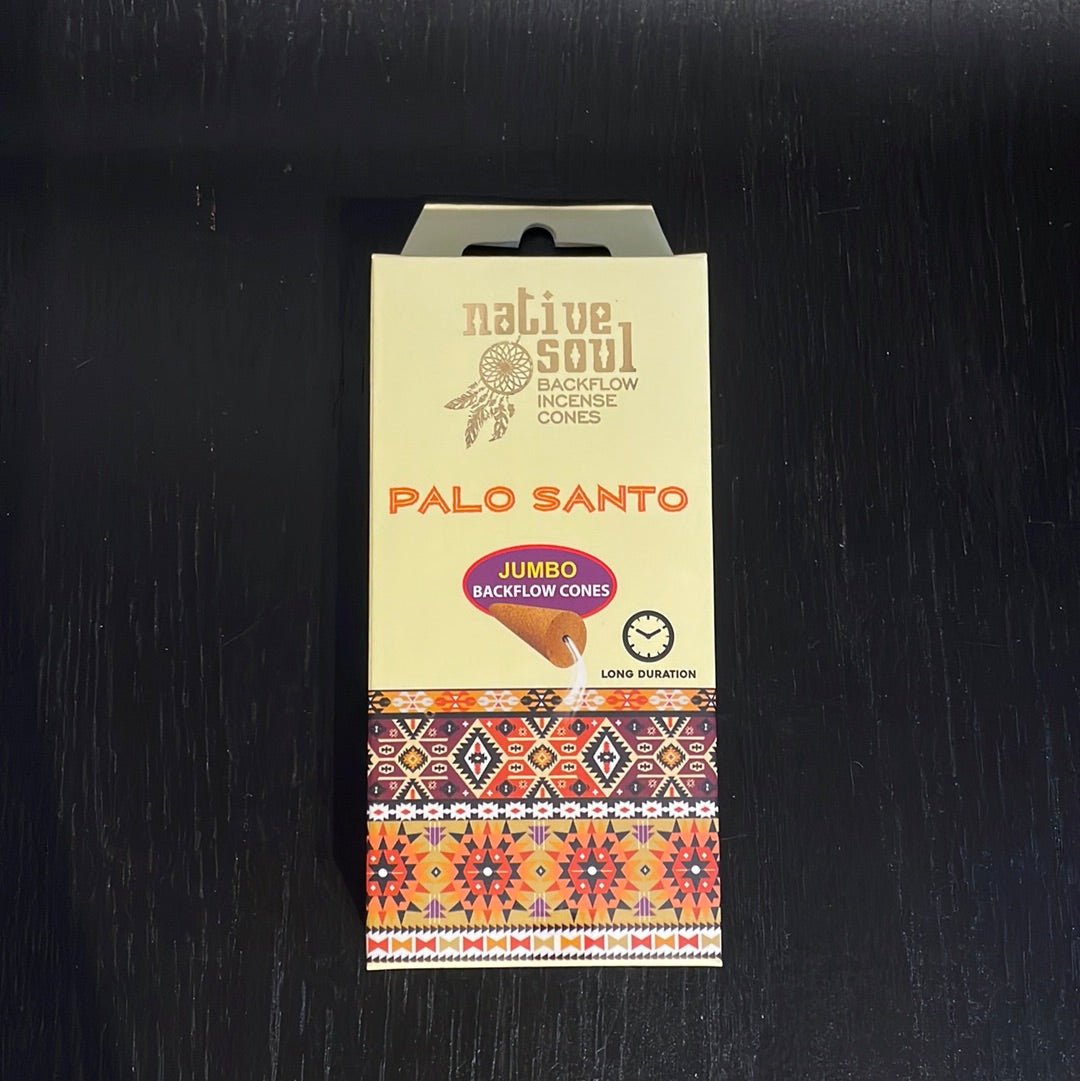 native
soul
BACKFLOW
INCENSE
CONES
PALO SANTO
JUMBO
BACKFLOW CONES
LONG DURATION